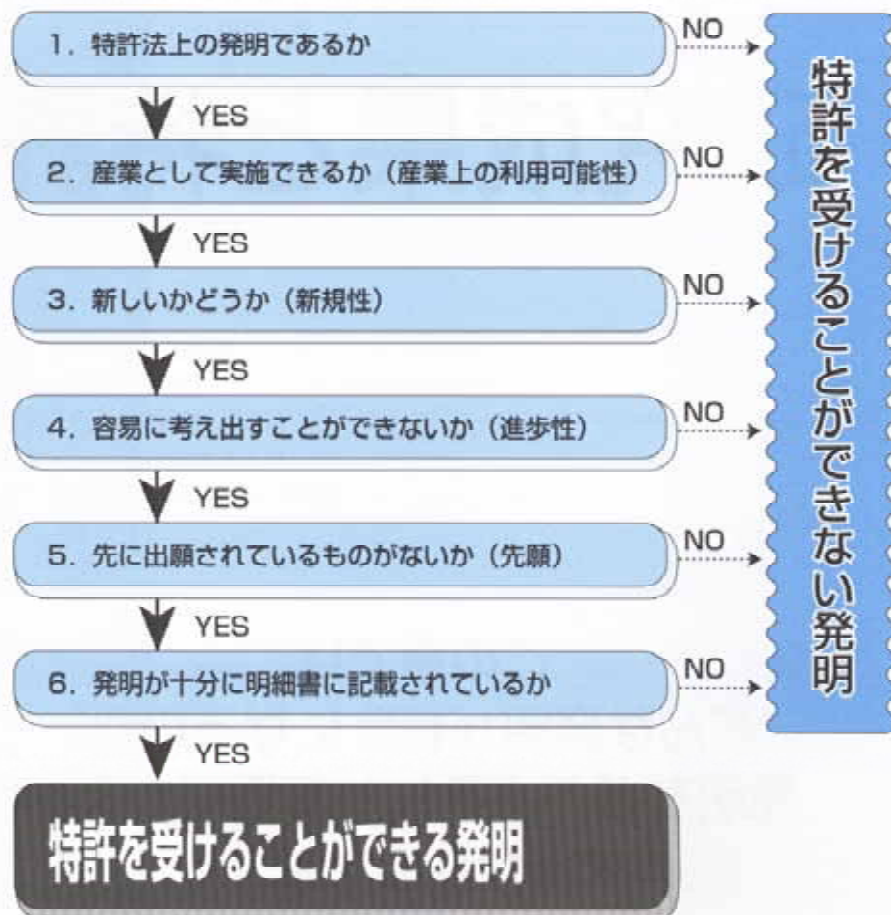 1. 特許法上の発明であるか
NO
YES
2. 産業として実施できるか（産業上の利用可能性）
NO
YES
3. 新しいかどうか（新規性）
NO
YES
4. 容易に考え出すことができないか（進歩性）
NO
YES
5. 先に出願されているものがないか（先願）
NO
YES
6. 発明が十分に明細書に記載されているか
NO
YES
特許を受けることができる発明
特許を受けることができない発明